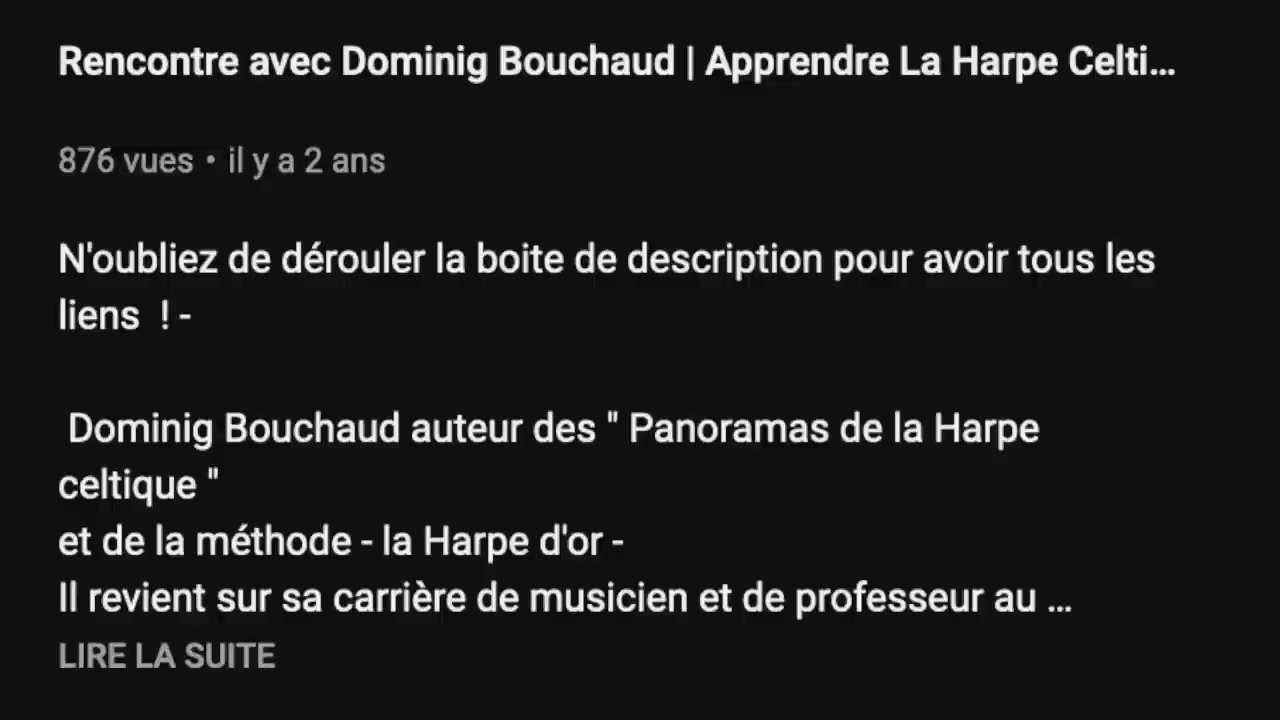 Rencontre avec Dominig Bouchaud | Apprendre La Harpe Celti...
876 vues • il y a 2 ans
N'oubliez de dérouler la boite de description pour avoir tous les
liens  ! -
Dominig Bouchaud auteur des " Panoramas de la Harpe
celtique "
et de la méthode - la Harpe d'or -
Il revient sur sa carrière de musicien et de professeur au ...
LIRE LA SUITE